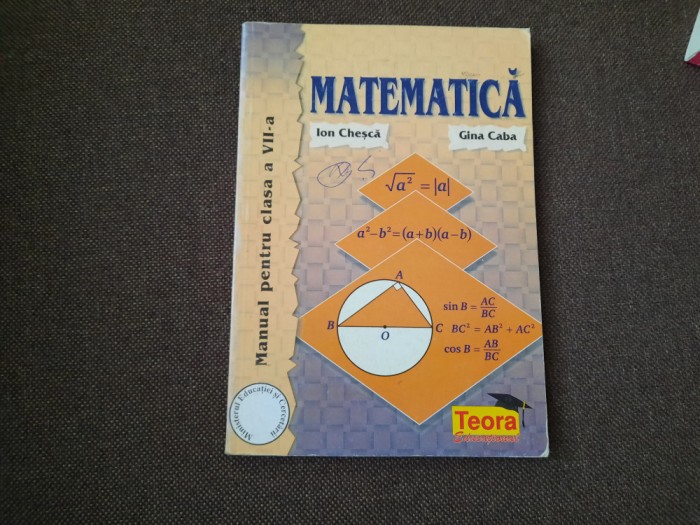 MATEMATICĂ
Ion Cheșcă
Gina Caba
Manual pentru clasa a VII-a
√a² = |a|
a²−b²=(a+b)(a−b)
A
B
O
C
sin B = AC/BC
BC² = AB² + AC²
cos B = AB/BC
Ministerul Educației și Cercetării
Teora